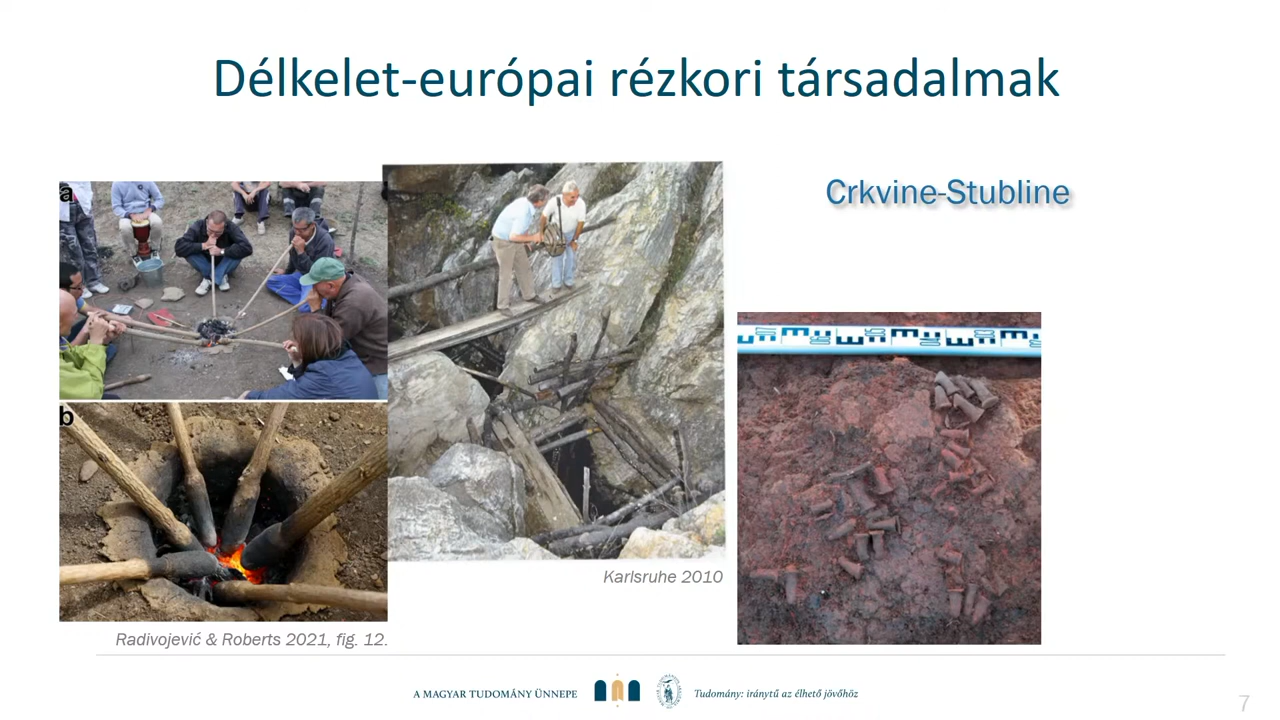 Délkelet-európai rézkori társadalmak
Crkvine-Stubline
a
b
Karlsruhe 2010
Radivojević & Roberts 2021, fig. 12.
A MAGYAR TUDOMÁNY ÜNNEPE
Tudomány: iránytű az élhető jövőhöz
7